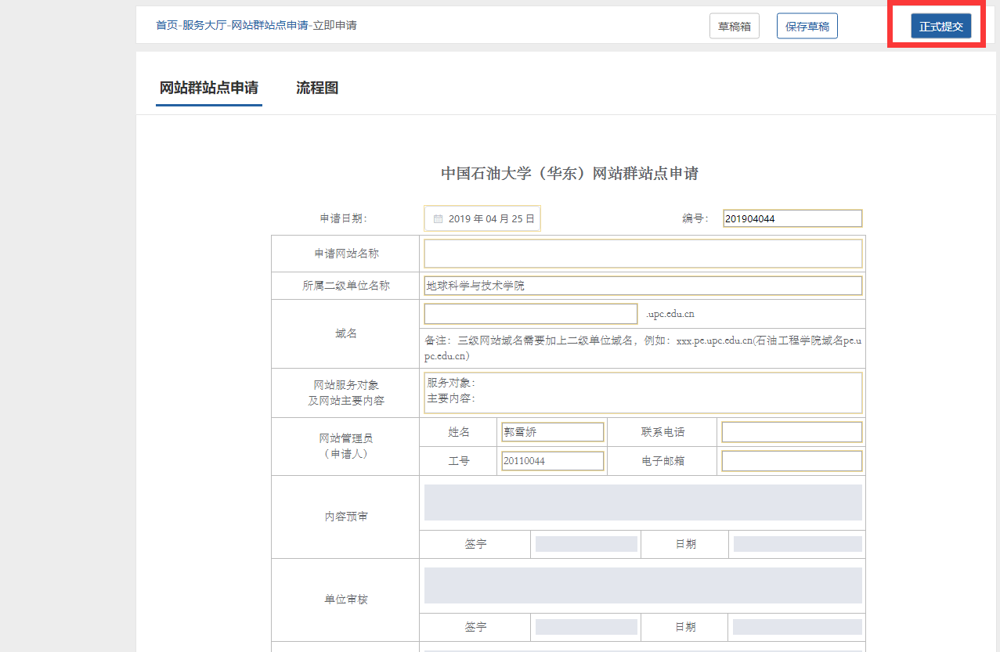 首页-服务大厅-网站群站点申请-立即申请
草稿箱
保存草稿
正式提交
网站群站点申请
流程图
中国石油大学（华东）网站群站点申请
申请日期：
2019 年 04 月 25 日
编号：
201904044
申请网站名称
所属二级单位名称
地球科学与技术学院
域名
.upc.edu.cn
备注：三级网站域名需要加上二级单位域名，例如：xxx.pe.upc.edu.cn(石油工程学院域名pe.u
pc.edu.cn)
网站服务对象
及网站主要内容
服务对象：
主要内容：
网站管理员
（申请人）
姓名
郭雪娇
联系电话
工号
20110044
电子邮箱
内容预审
签字
日期
单位审核
签字
日期